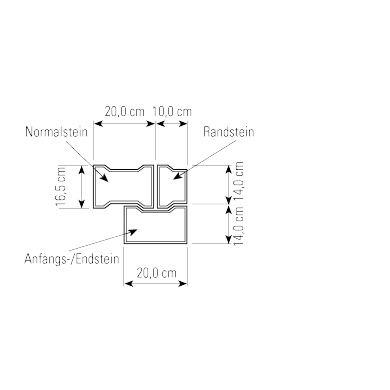 20,0 cm
10,0 cm
Normalstein
Randstein
16,5 cm
14,0 cm
14,0 cm
Anfangs-/Endstein
20,0 cm